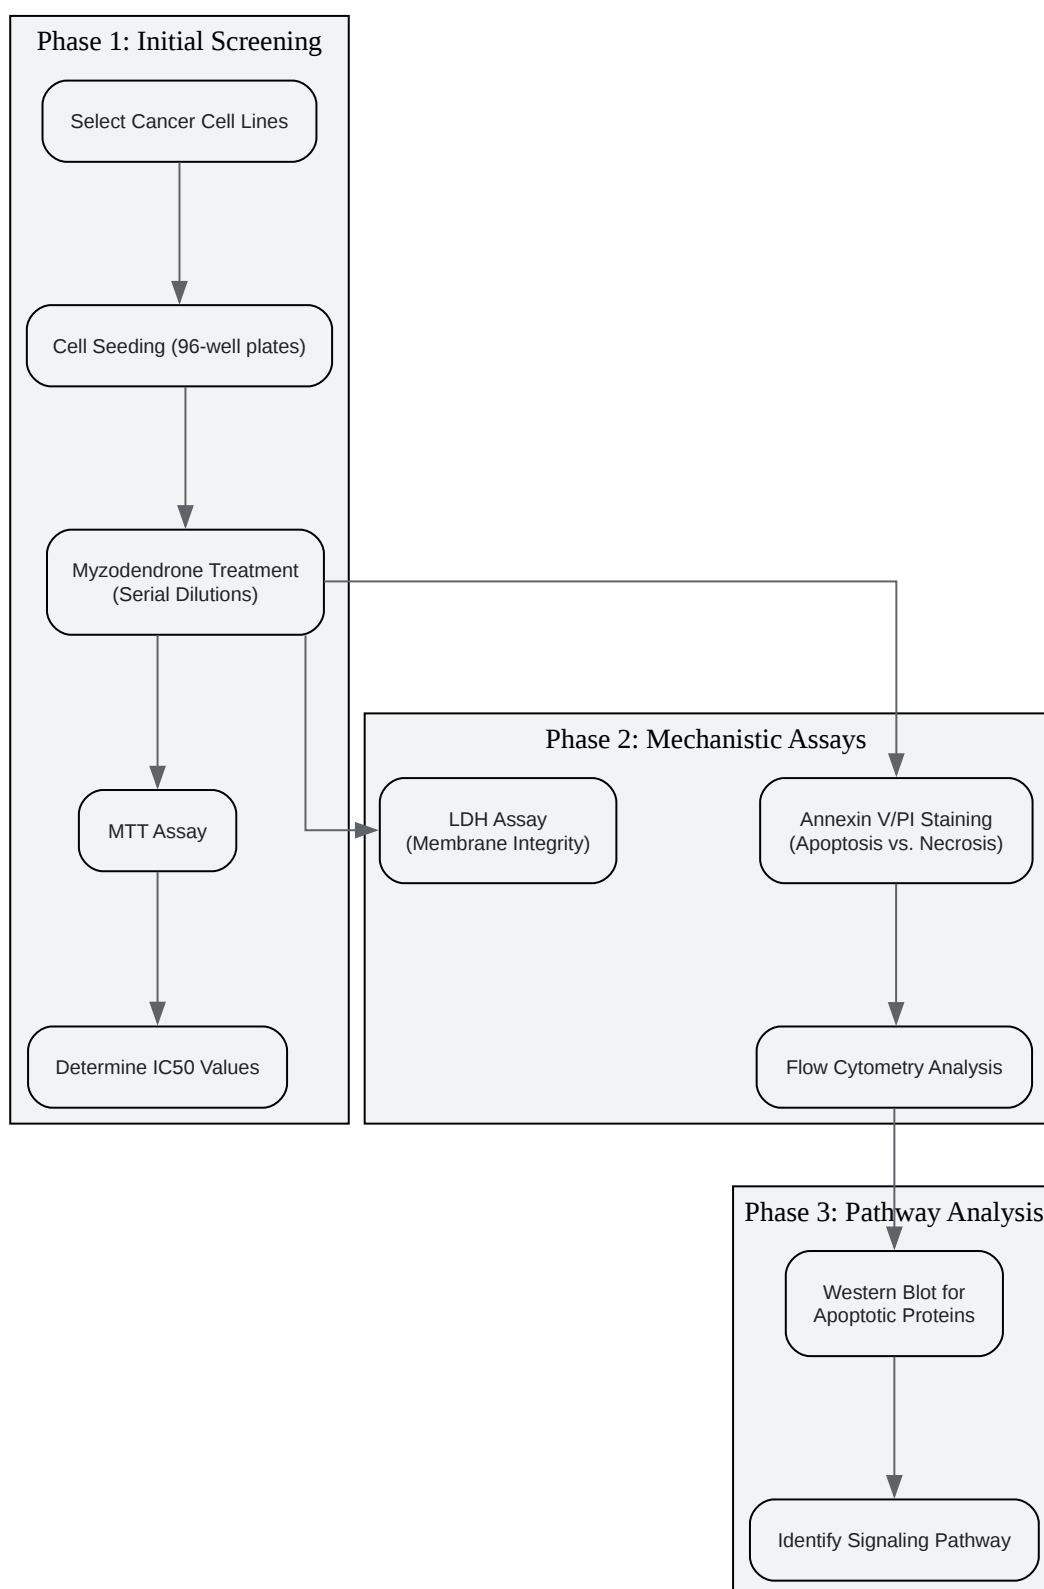 Phase 1: Initial Screening
Select Cancer Cell Lines
Cell Seeding (96-well plates)
Myzodendrone Treatment
(Serial Dilutions)
MTT Assay
Determine IC50 Values
Phase 2: Mechanistic Assays
LDH Assay
(Membrane Integrity)
Annexin V/PI Staining
(Apoptosis vs. Necrosis)
Flow Cytometry Analysis
Phase 3: Pathway Analysis
Western Blot for
Apoptotic Proteins
Identify Signaling Pathway